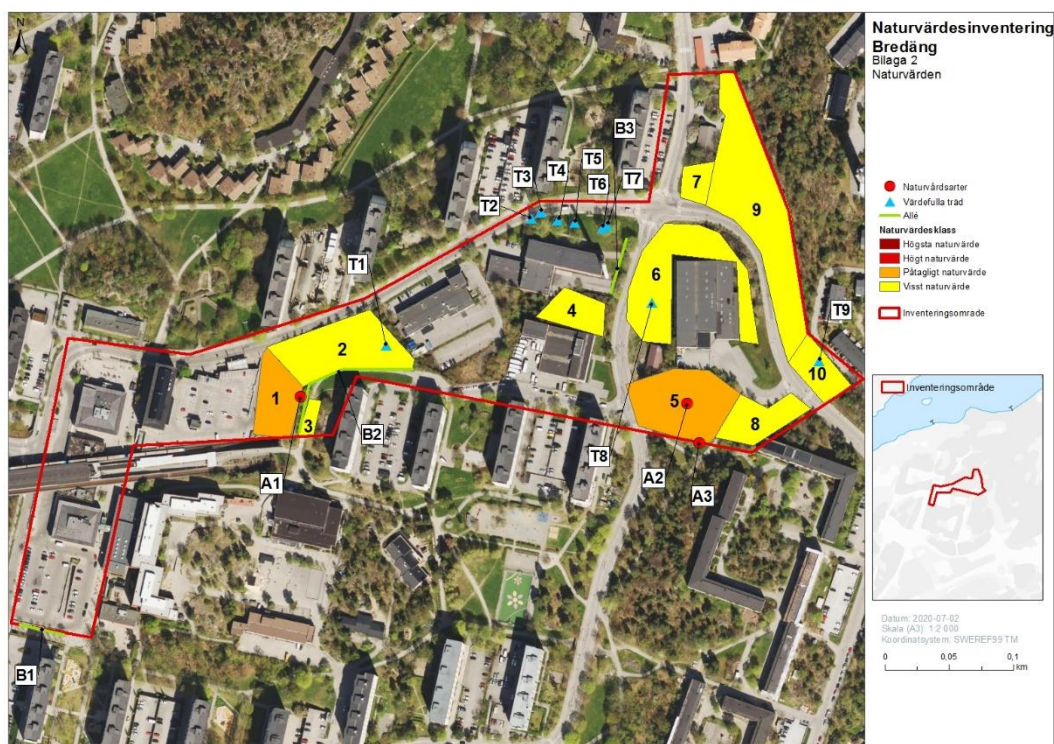 Naturvärdesinventering
Bredäng
Bilaga 2
Naturvärden
Naturvårdsarter
Värdefulla träd
Allé
Naturvärdesklass
Högsta naturvärde
Högt naturvärde
Påtagligt naturvärde
Visst naturvärde
Inventeringsområde
Inventeringsområde
Datum: 2020-07-02
Skala (A3): 1:2 000
Koordinatsystem: SWEREF99 TM
0 0,05 0,1
km
N
B3
T5
T4 T6
T3 T7
T2
7
9
T1
6
4
T9
2
10
1
5
3
8
B2
T8
A1
A2
A3
B1